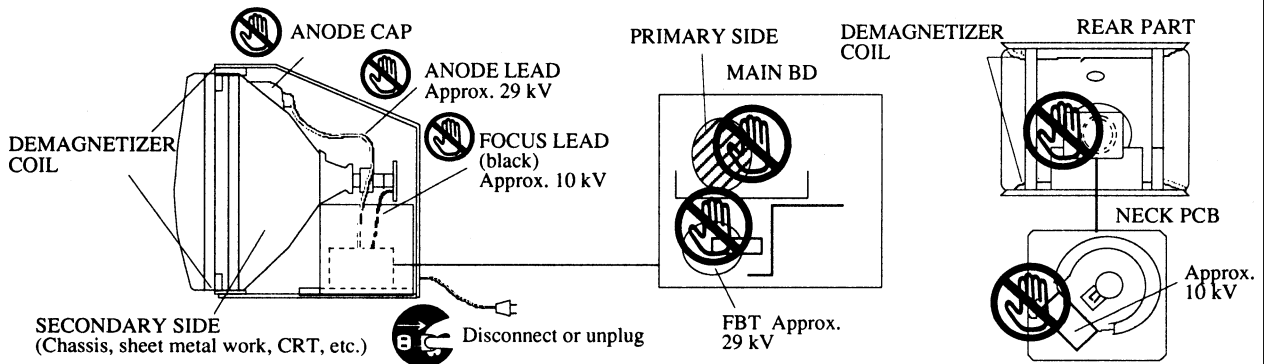 ANODE CAP
ANODE LEAD
Approx. 29 kV
FOCUS LEAD
(black)
Approx. 10 kV
DEMAGNETIZER
COIL
SECONDARY SIDE
(Chassis, sheet metal work, CRT, etc.)
Disconnect or unplug
PRIMARY SIDE
MAIN BD
FBT Approx.
29 kV
DEMAGNETIZER
COIL
REAR PART
NECK PCB
Approx.
10 kV